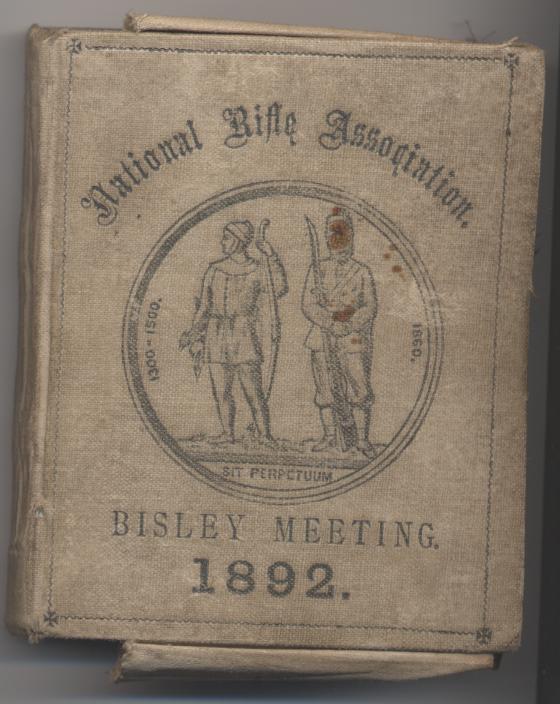 National Rifle Association.
1300-1500.
1860.
SIT PERPETUUM
BISLEY MEETING.
1892.